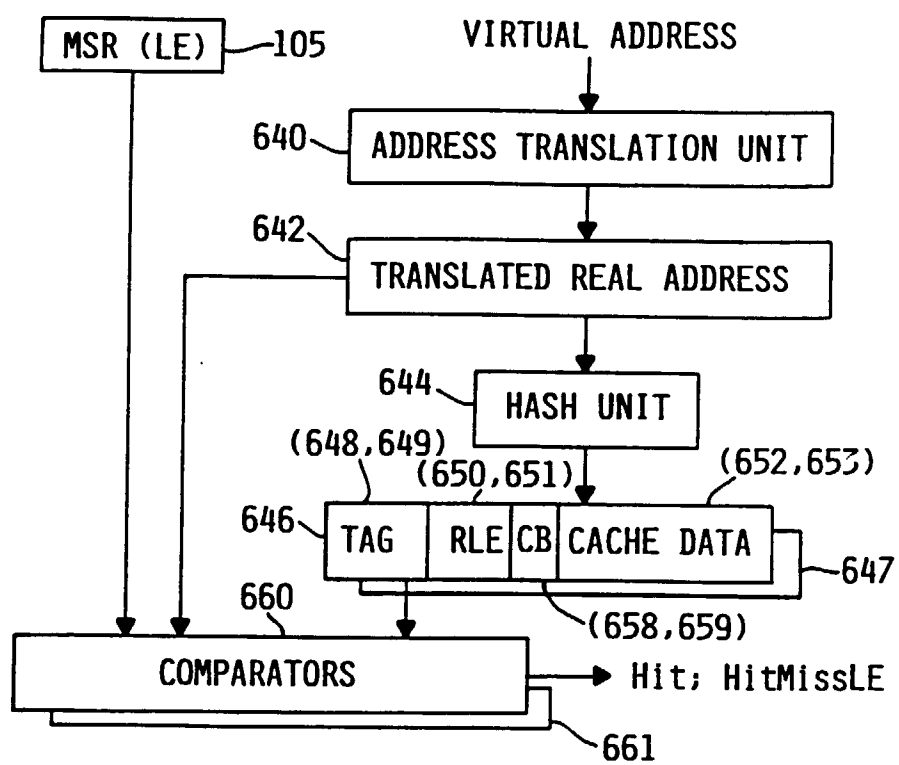 MSR (LE)
105
VIRTUAL ADDRESS
640
ADDRESS TRANSLATION UNIT
642
TRANSLATED REAL ADDRESS
644
HASH UNIT
(648,649)
(650,651)
(652,653)
646
TAG
RLE
CB
CACHE DATA
647
660
(658,659)
COMPARATORS
Hit; HitMissLE
661